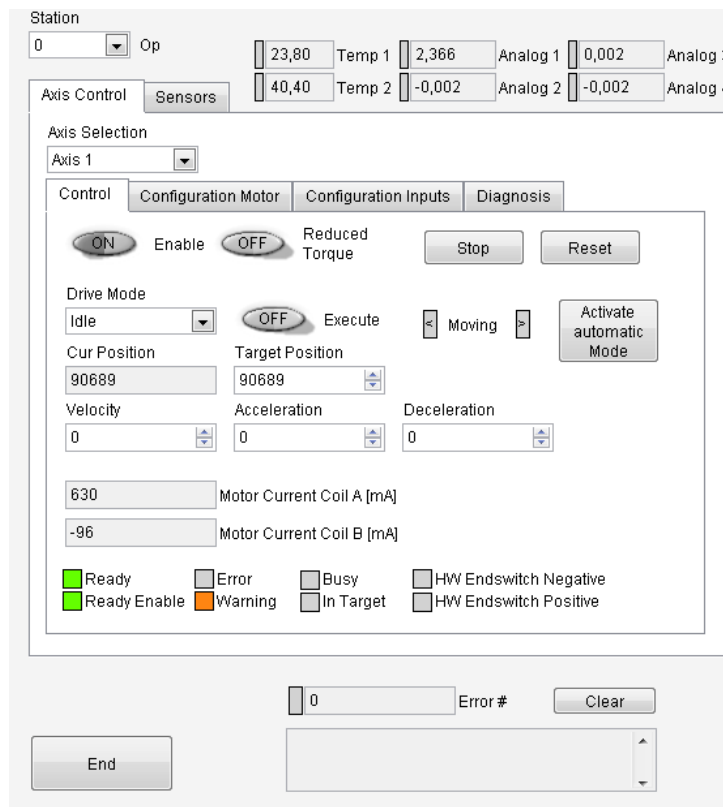 Station
0 Op
23,80 Temp 1 2,366 Analog 1 0,002 Analog
40,40 Temp 2 -0,002 Analog 2 -0,002 Analog
Axis Control Sensors
Axis Selection
Axis 1
Control Configuration Motor Configuration Inputs Diagnosis
ON Enable OFF Reduced Torque Stop Reset
Drive Mode
Idle OFF Execute < Moving > Activate automatic Mode
Cur Position Target Position
90689 90689
Velocity Acceleration Deceleration
0 0 0
630 Motor Current Coil A [mA]
-96 Motor Current Coil B [mA]
Ready Error Busy HW Endswitch Negative
Ready Enable Warning In Target HW Endswitch Positive
0 Error # Clear
End